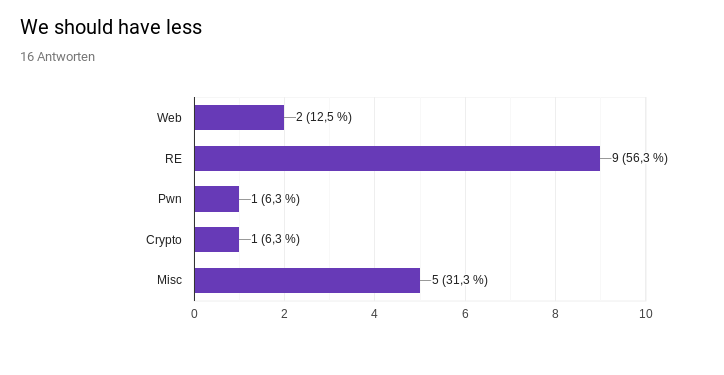 We should have less
16 Antworten
Web 2 (12,5 %)
RE 9 (56,3 %)
Pwn 1 (6,3 %)
Crypto 1 (6,3 %)
Misc 5 (31,3 %)
0 2 4 6 8 10